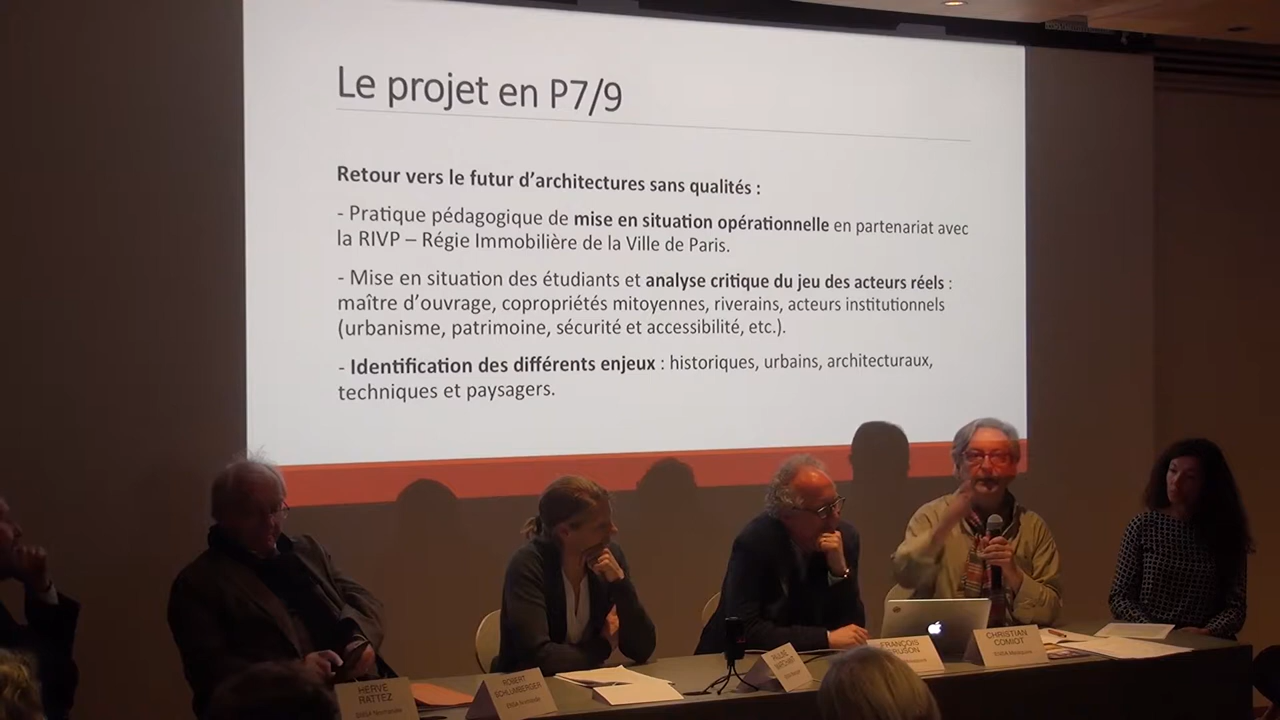 Le projet en P7/9
Retour vers le futur d’architectures sans qualités :
- Pratique pédagogique de mise en situation opérationnelle en partenariat avec
la RIVP – Régie Immobilière de la Ville de Paris.
- Mise en situation des étudiants et analyse critique du jeu des acteurs réels :
maître d’ouvrage, copropriétés mitoyennes, riverains, acteurs institutionnels
(urbanisme, patrimoine, sécurité et accessibilité, etc.).
- Identification des différents enjeux : historiques, urbains, architecturaux,
techniques et paysagers.
HERVÉ
RATTEZ
ROBERT
SCHLUMBERGER
FRANÇOIS
CHRISTIAN
COMIOT